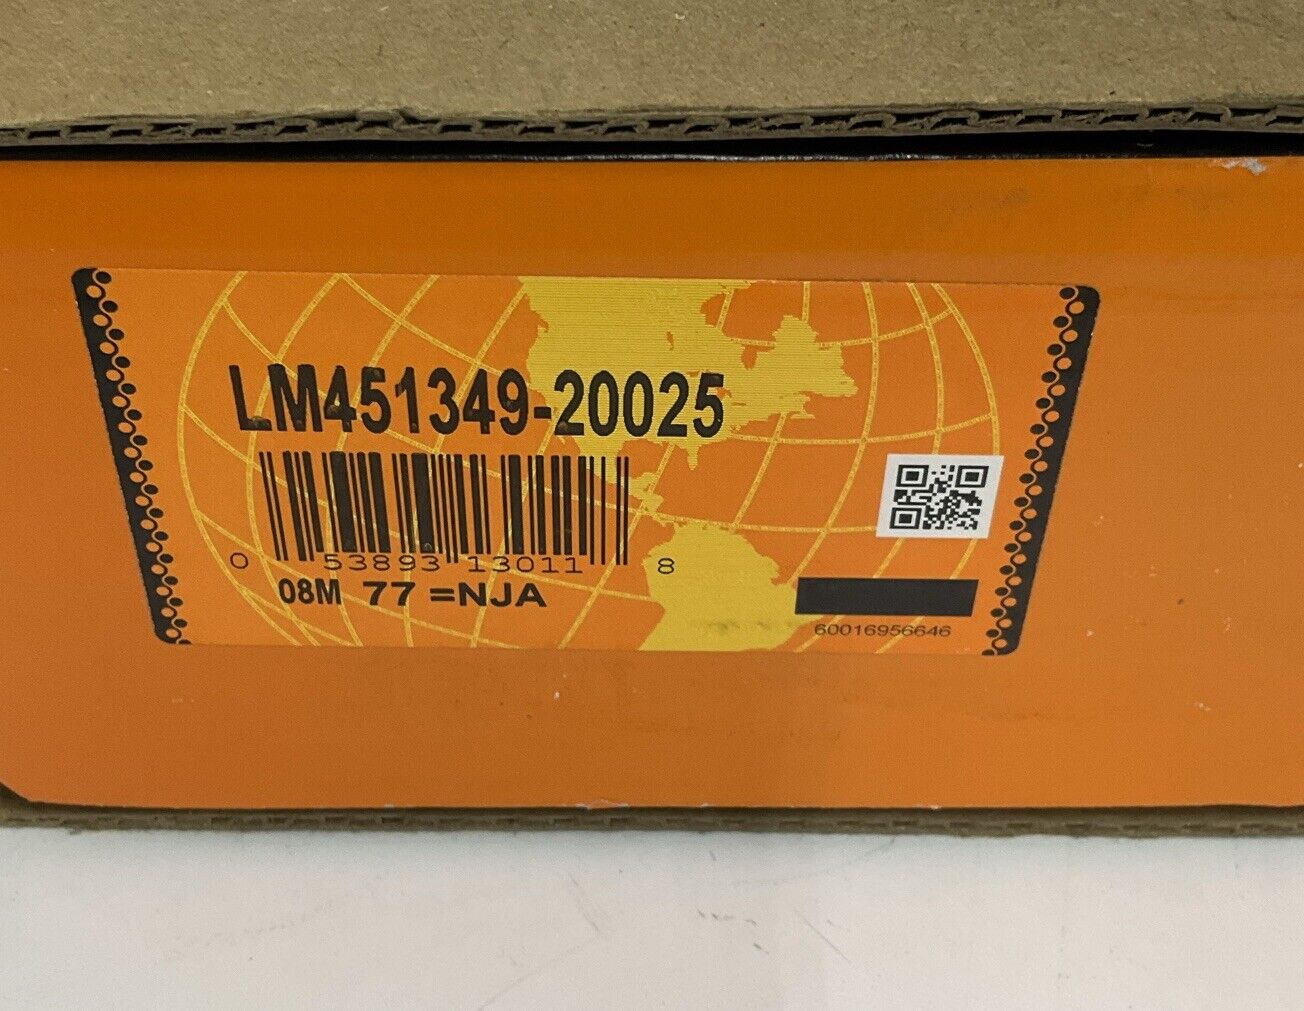 LM451349-20025
0 53893 13011 8
08M 77 =NJA
60016956646